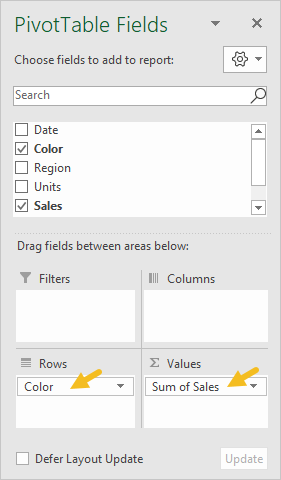 PivotTable Fields
Choose fields to add to report:
Search
Date
Color
Region
Units
Sales
Drag fields between areas below:
Filters
Columns
Rows
Σ Values
Color
Sum of Sales
Defer Layout Update
Update